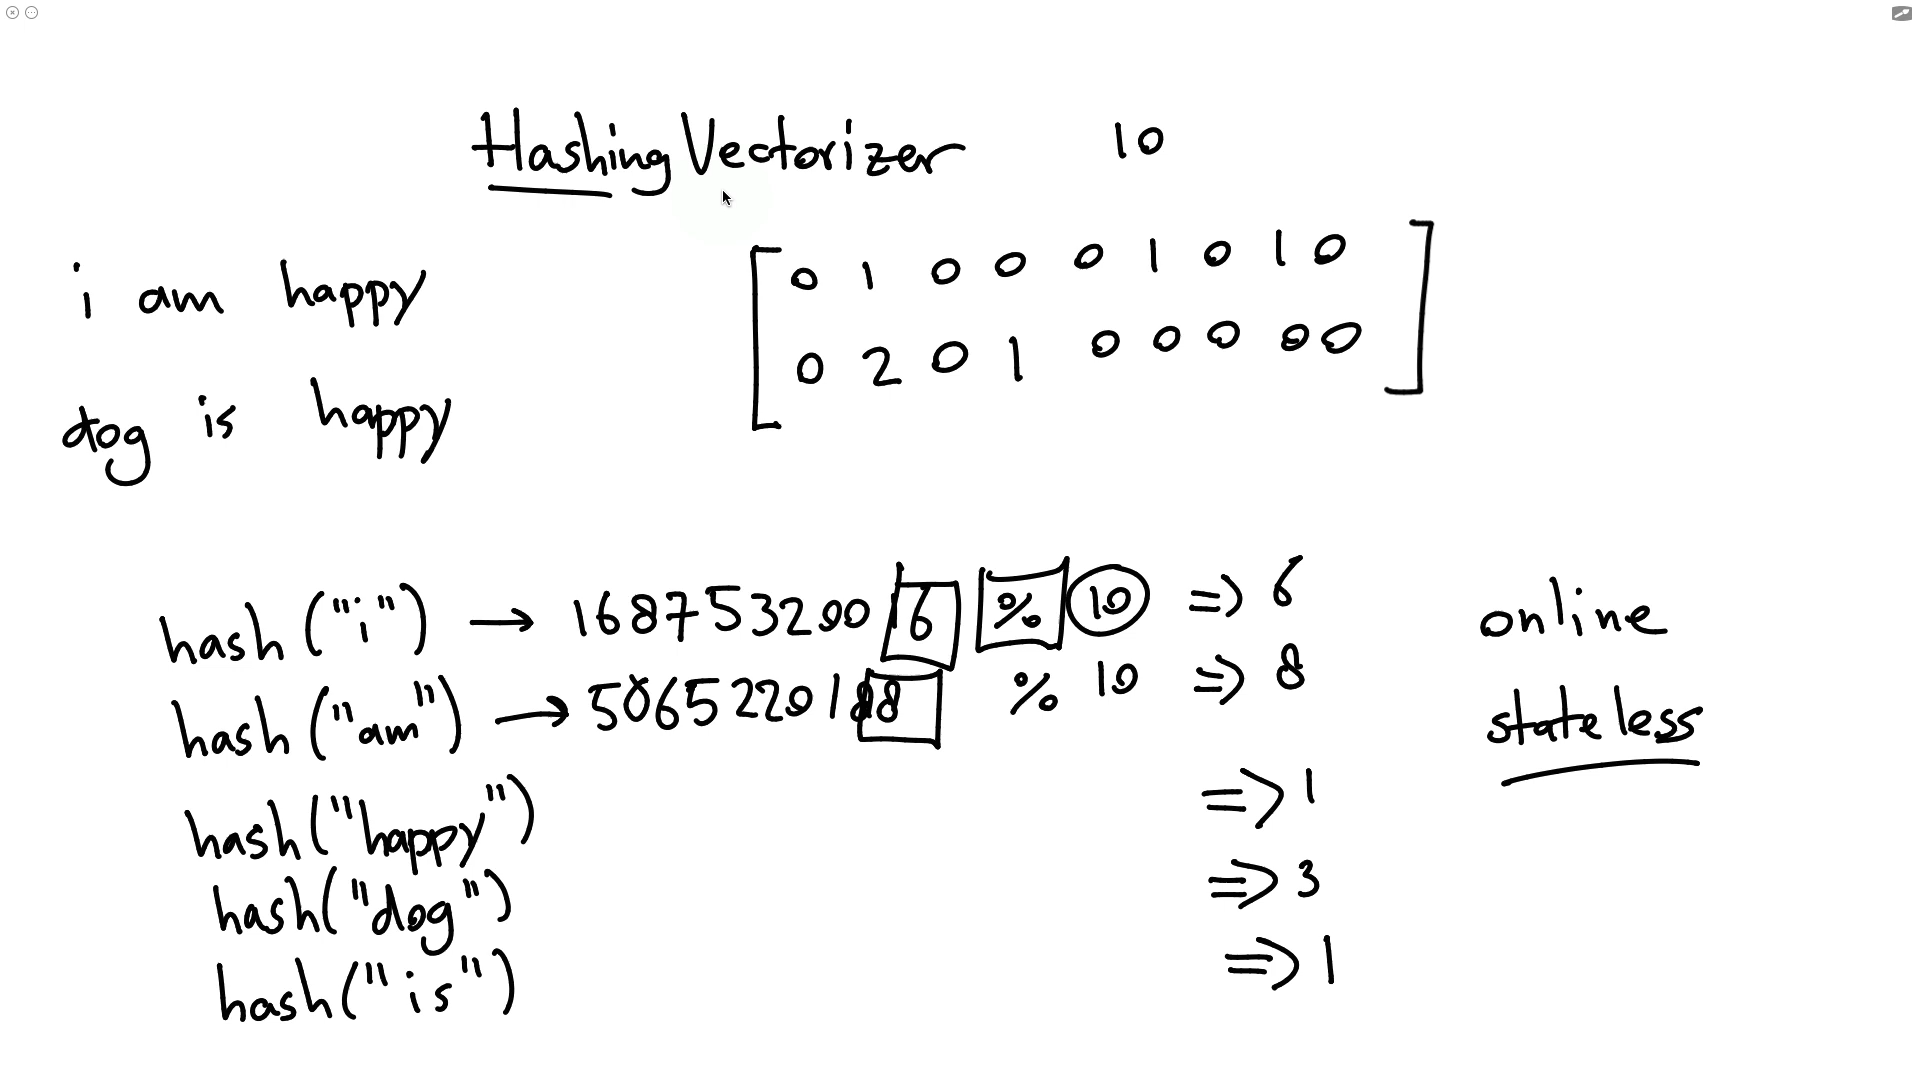 HashingVectorizer 10
i am happy
dog is happy
0 1 0 0 0 1 0 1 0
0 2 0 1 0 0 0 0 0
hash("i") → 168753200 16 % 10 => 6
hash("am") → 5065220188 % 10 => 8
hash("happy") => 1
hash("dog") => 3
hash("is") => 1
online
stateless